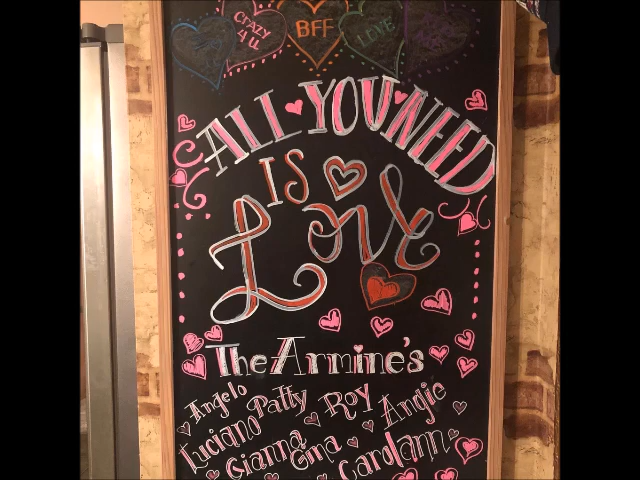 CRAZY 4 U
BFF
LOVE
ALL YOU NEED
IS
Love
The Armine's
Angelo Patty Roy Angie
Luciano Gianna Gina Carolann